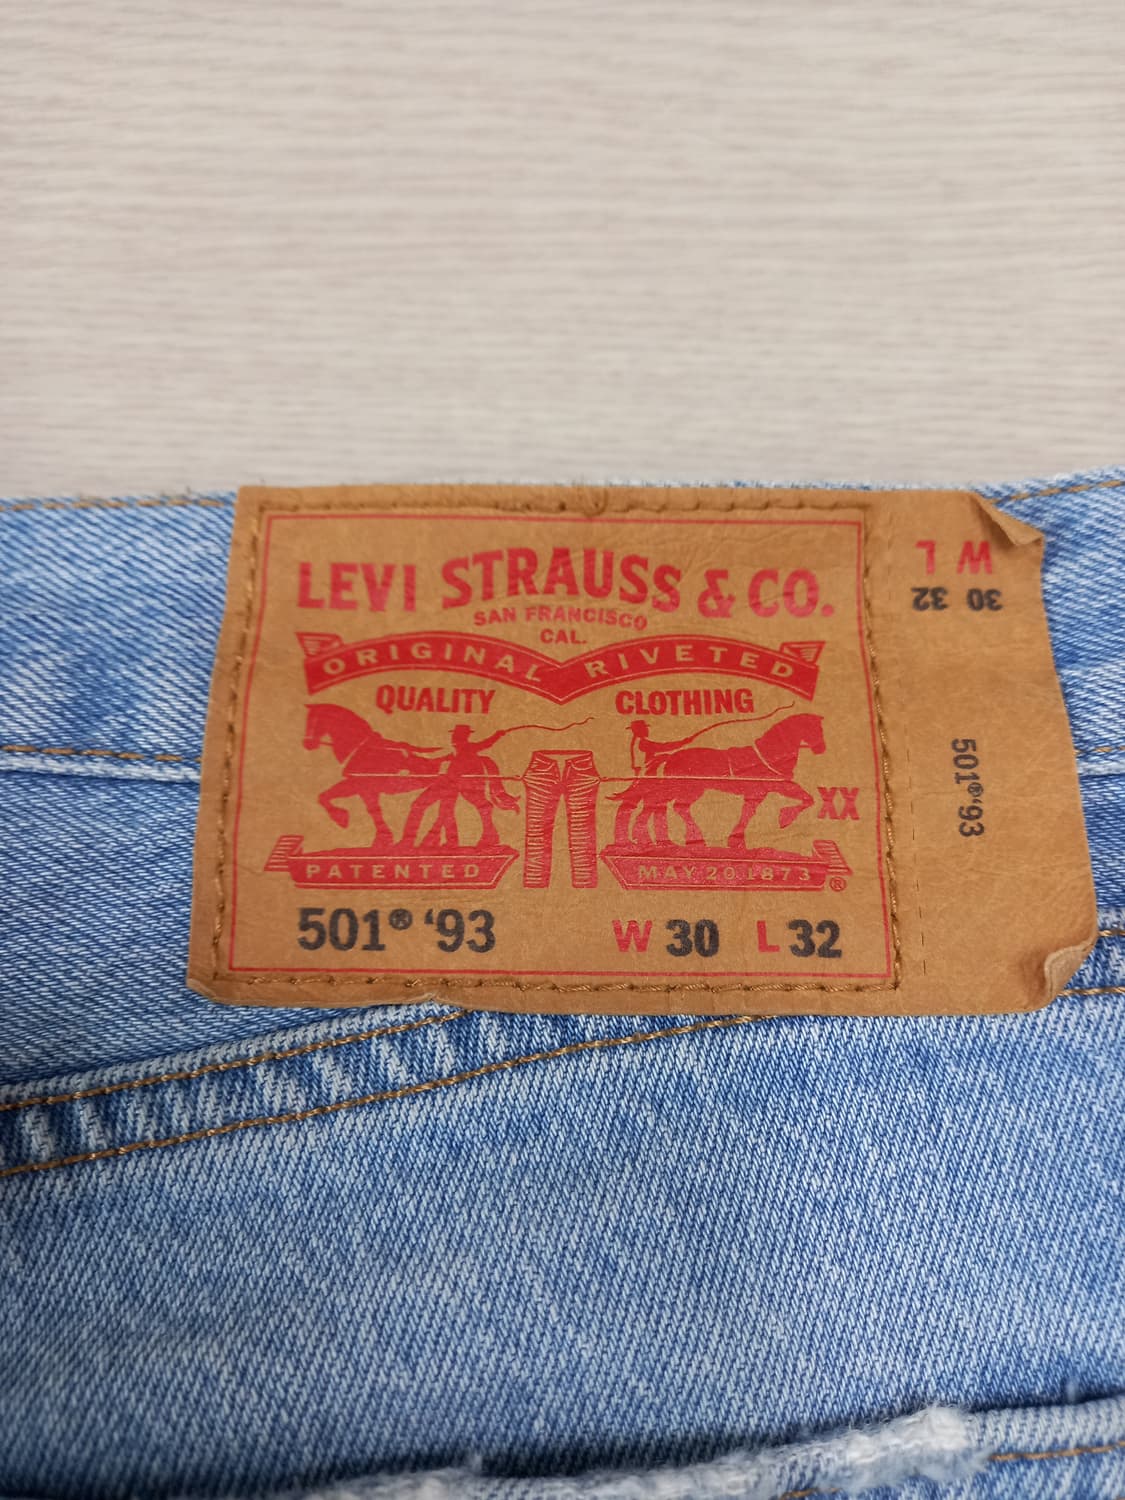 LEVI STRAUSS & CO.
SAN FRANCISCO
CAL.
ORIGINAL RIVETED
QUALITY CLOTHING
XX
PATENTED MAY 20 1873 ®
501® '93 W 30 L 32
W L
30 32
501® '93